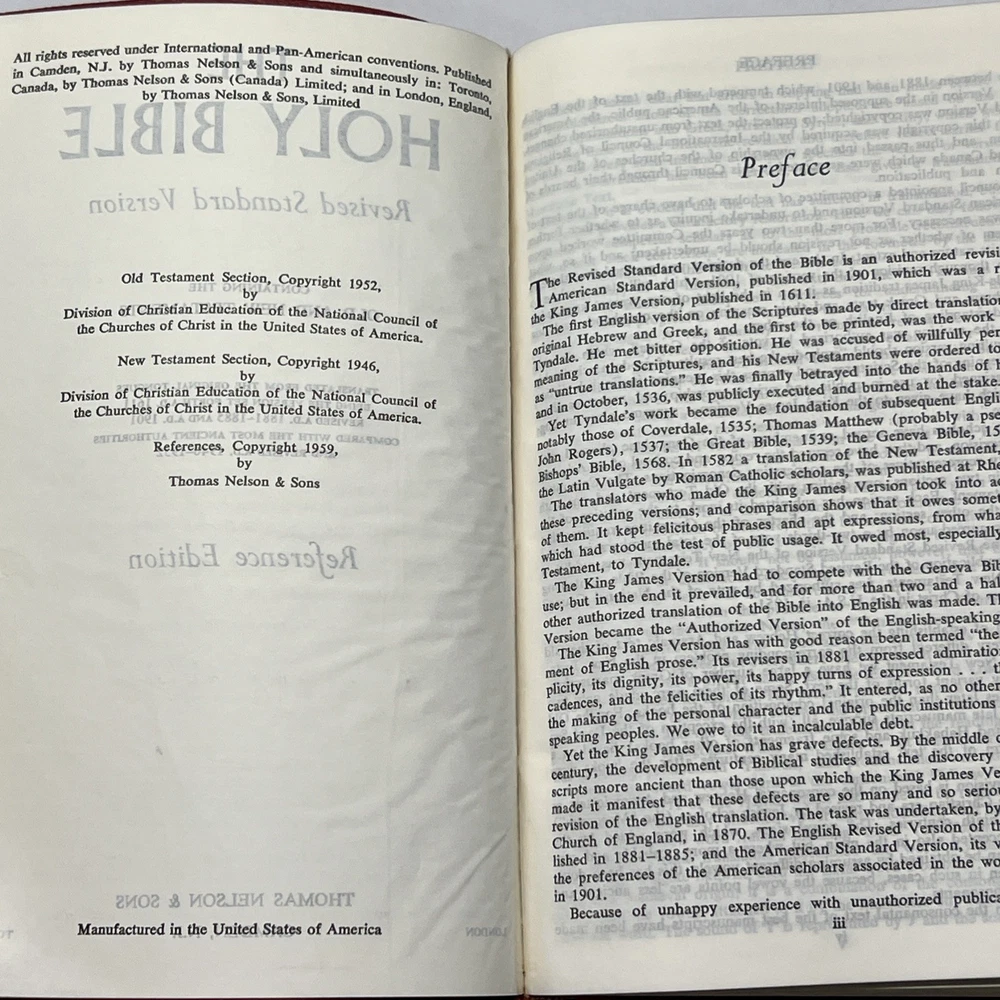 All rights reserved under International and Pan-American conventions. Published
in Camden, N.J. by Thomas Nelson & Sons and simultaneously in: Toronto,
Canada, by Thomas Nelson & Sons (Canada) Limited; and in London, England,
by Thomas Nelson & Sons, Limited
HOLY BIBLE
Revised Standard Version
Old Testament Section, Copyright 1952,
by
Division of Christian Education of the National Council of
the Churches of Christ in the United States of America.
New Testament Section, Copyright 1946,
by
Division of Christian Education of the National Council of
the Churches of Christ in the United States of America.
References, Copyright 1959,
by
Thomas Nelson & Sons
Reference Edition
THOMAS NELSON & SONS
Manufactured in the United States of America
Preface
The Revised Standard Version of the Bible is an authorized revisi
American Standard Version, published in 1901, which was a r
the King James Version, published in 1611.
The first English version of the Scriptures made by direct translation
original Hebrew and Greek, and the first to be printed, was the work
Tyndale. He met bitter opposition. He was accused of willfully per
meaning of the Scriptures, and his New Testaments were ordered to
as "untrue translations." He was finally betrayed into the hands of h
and in October, 1536, was publicly executed and burned at the stake.
Yet Tyndale's work became the foundation of subsequent Engli
notably those of Coverdale, 1535; Thomas Matthew (probably a pse
John Rogers), 1537; the Great Bible, 1539; the Geneva Bible, 15
Bishops' Bible, 1568. In 1582 a translation of the New Testament,
the Latin Vulgate by Roman Catholic scholars, was published at Rhe
The translators who made the King James Version took into ac
these preceding versions; and comparison shows that it owes some
of them. It kept felicitous phrases and apt expressions, from wha
which had stood the test of public usage. It owed most, especially
Testament, to Tyndale.
The King James Version had to compete with the Geneva Bib
use; but in the end it prevailed, and for more than two and a hal
other authorized translation of the Bible into English was made. Th
Version became the "Authorized Version" of the English-speaking
The King James Version has with good reason been termed "the
ment of English prose." Its revisers in 1881 expressed admiratio
plicity, its dignity, its power, its happy turns of expression . . . th
cadences, and the felicities of its rhythm." It entered, as no other
the making of the personal character and the public institutions
speaking peoples. We owe to it an incalculable debt.
Yet the King James Version has grave defects. By the middle o
century, the development of Biblical studies and the discovery
scripts more ancient than those upon which the King James Ve
made it manifest that these defects are so many and so seriou
revision of the English translation. The task was undertaken, by
Church of England, in 1870. The English Revised Version of th
lished in 1881–1885; and the American Standard Version, its v
the preferences of the American scholars associated in the wo
in 1901.
Because of unhappy experience with unauthorized publica
iii